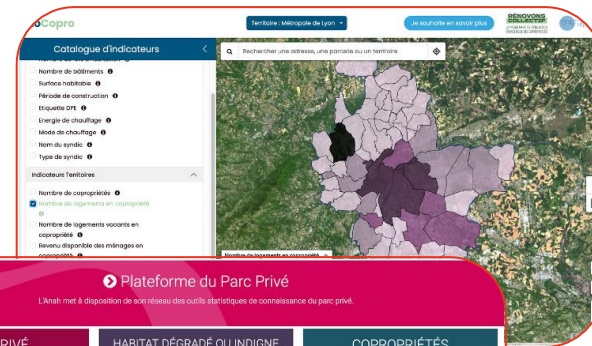 oCopro
Territoire : Métropole de Lyon
Je souhaite en savoir plus
RÉNOVONS
COLLECTIF
Catalogue d'indicateurs
Rechercher une adresse, une parcelle ou un territoire
Nombre de bâtiments
Surface habitable
Période de construction
Etiquette DPE
Energie de chauffage
Mode de chauffage
Nom du syndic
Type de syndic
Indicateurs Territoires
Nombre de copropriétés
Nombre de logements en copropriété
Nombre de logements vacants en
copropriété
Revenu disponible des ménages en
copropriété
Nombre de logements en copropriété
Plateforme du Parc Privé
L'Anah met à disposition de son réseau des outils statistiques de connaissance du parc privé.
RIVÉ
HABITAT DÉGRADÉ OU INDIGNE
COPROPRIÉTÉS